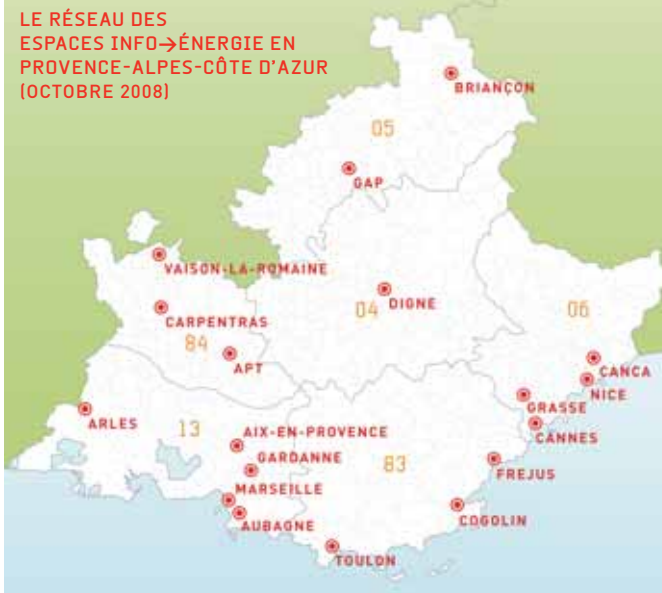 LE RÉSEAU DES
ESPACES INFO→ÉNERGIE EN
PROVENCE-ALPES-CÔTE D'AZUR
(OCTOBRE 2008)
BRIANÇON
05
GAP
VAISON-LA-ROMAINE
DIGNE
04
06
CARPENTRAS
84
APT
CANCA
NICE
GRASSE
CANNES
ARLES
13
AIX-EN-PROVENCE
GARDANNE
83
FREJUS
MARSEILLE
AUBAGNE
COGOLIN
TOULON